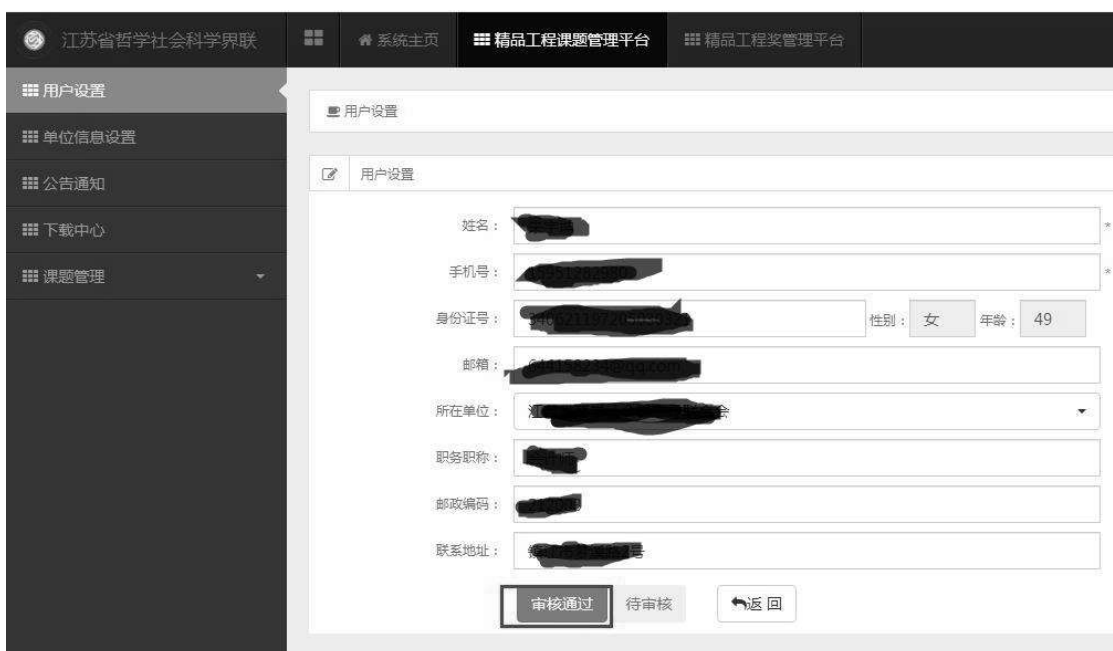 江苏省哲学社会科学界联
系统主页
精品工程课题管理平台
精品工程奖管理平台
用户设置
单位信息设置
公告通知
下载中心
课题管理
用户设置
用户设置
姓名：
*
手机号：
*
身份证号：
性别： 女 年龄： 49
邮箱：
所在单位：
职务职称：
邮政编码：
联系地址：
审核通过 待审核 返回